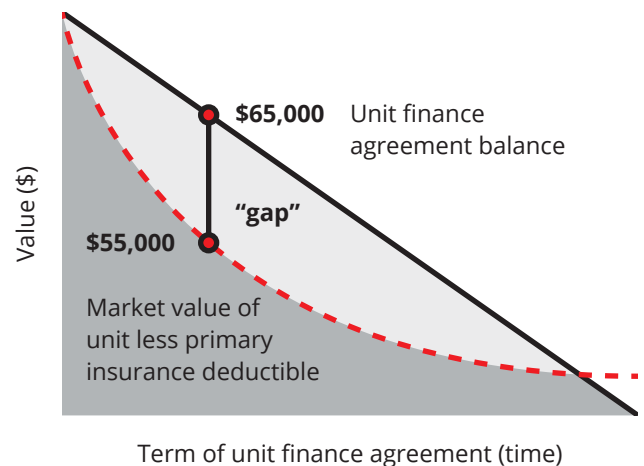 $65,000
Unit finance
agreement balance
Value ($)
"gap"
$55,000
Market value of
unit less primary
insurance deductible
Term of unit finance agreement (time)